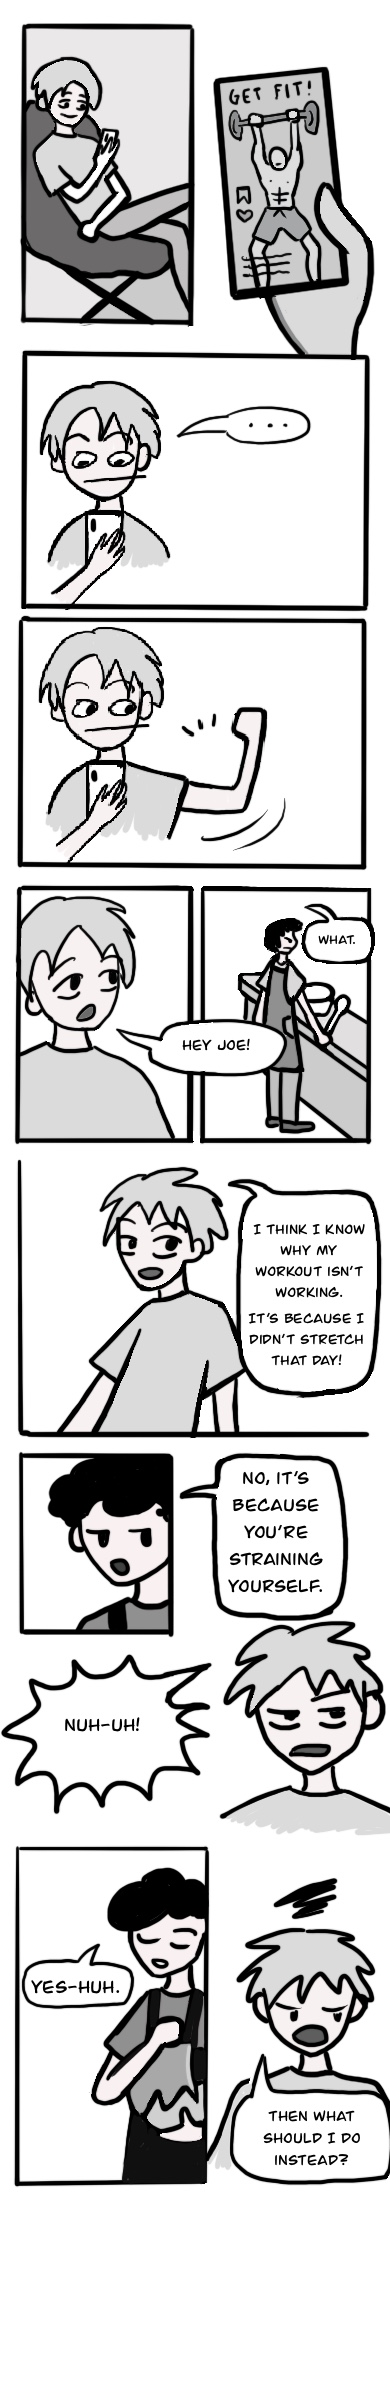 GET FIT!
...
WHAT.
HEY JOE!
I THINK I KNOW
WHY MY
WORKOUT ISN'T
WORKING.
IT'S BECAUSE I
DIDN'T STRETCH
THAT DAY!
NO, IT'S
BECAUSE
YOU'RE
STRAINING
YOURSELF.
NUH-UH!
YES-HUH.
THEN WHAT
SHOULD I DO
INSTEAD?